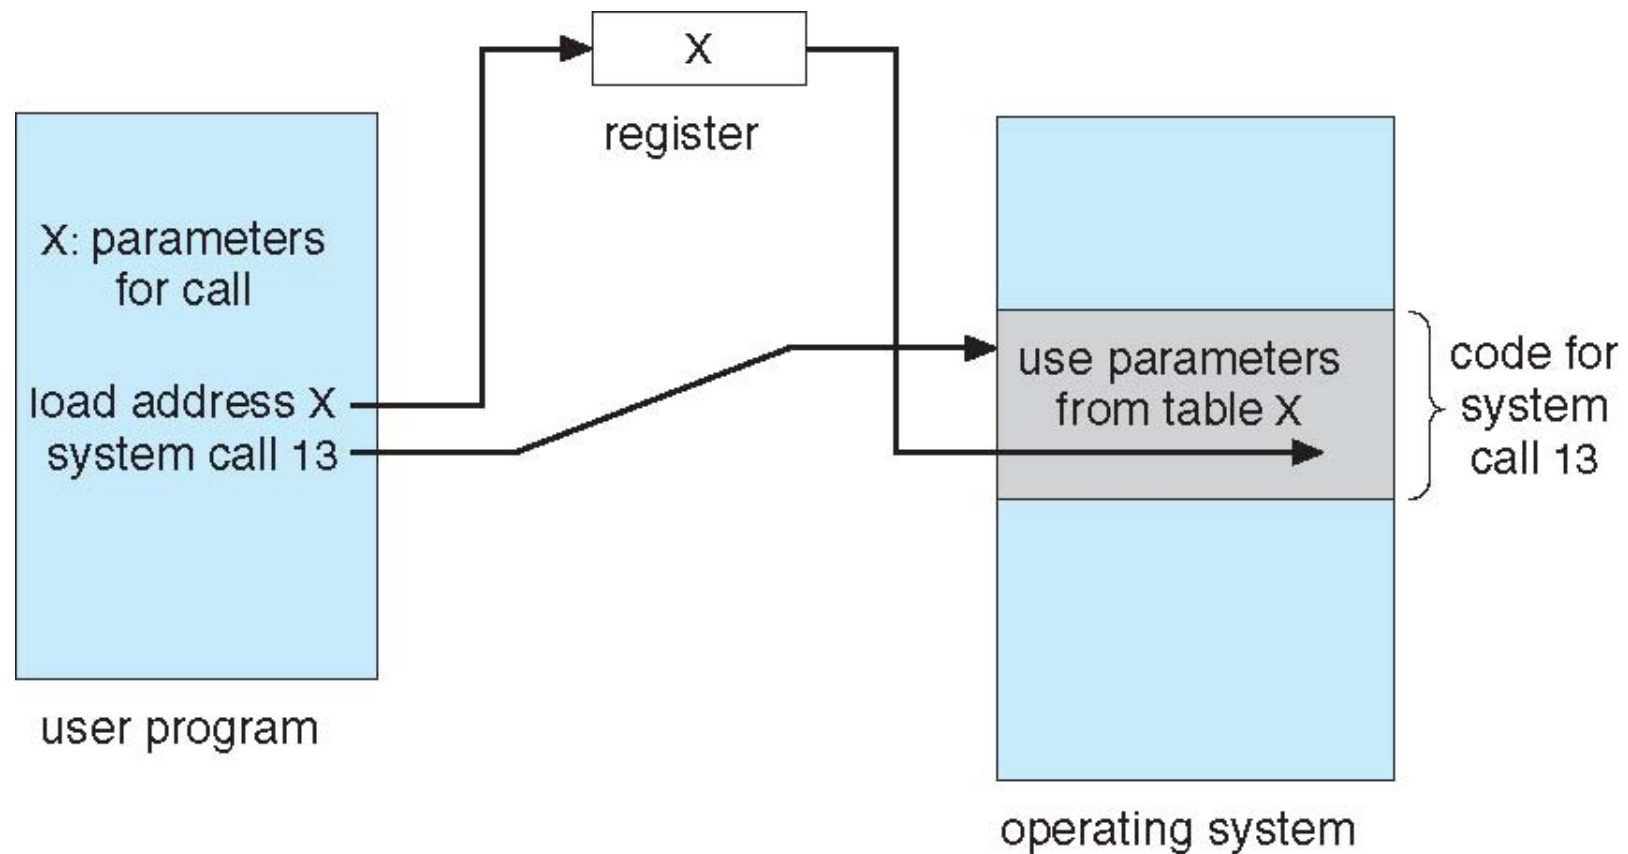 X
register
X: parameters
for call
load address X
system call 13
user program
use parameters
from table X
code for
system
call 13
operating system